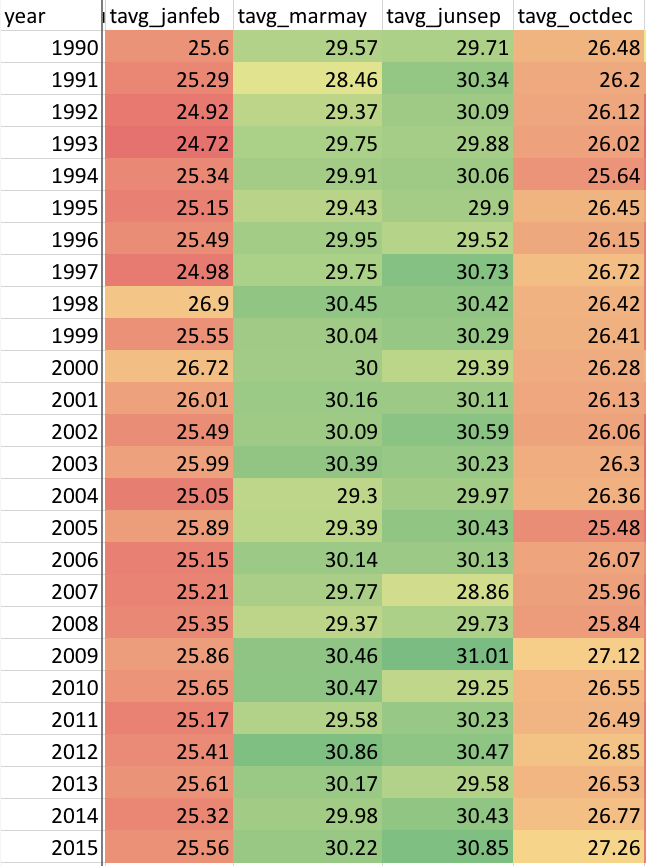 year tavg_janfeb tavg_marmay tavg_junsep tavg_octdec
1990 25.6 29.57 29.71 26.48
1991 25.29 28.46 30.34 26.2
1992 24.92 29.37 30.09 26.12
1993 24.72 29.75 29.88 26.02
1994 25.34 29.91 30.06 25.64
1995 25.15 29.43 29.9 26.45
1996 25.49 29.95 29.52 26.15
1997 24.98 29.75 30.73 26.72
1998 26.9 30.45 30.42 26.42
1999 25.55 30.04 30.29 26.41
2000 26.72 30 29.39 26.28
2001 26.01 30.16 30.11 26.13
2002 25.49 30.09 30.59 26.06
2003 25.99 30.39 30.23 26.3
2004 25.05 29.3 29.97 26.36
2005 25.89 29.39 30.43 25.48
2006 25.15 30.14 30.13 26.07
2007 25.21 29.77 28.86 25.96
2008 25.35 29.37 29.73 25.84
2009 25.86 30.46 31.01 27.12
2010 25.65 30.47 29.25 26.55
2011 25.17 29.58 30.23 26.49
2012 25.41 30.86 30.47 26.85
2013 25.61 30.17 29.58 26.53
2014 25.32 29.98 30.43 26.77
2015 25.56 30.22 30.85 27.26